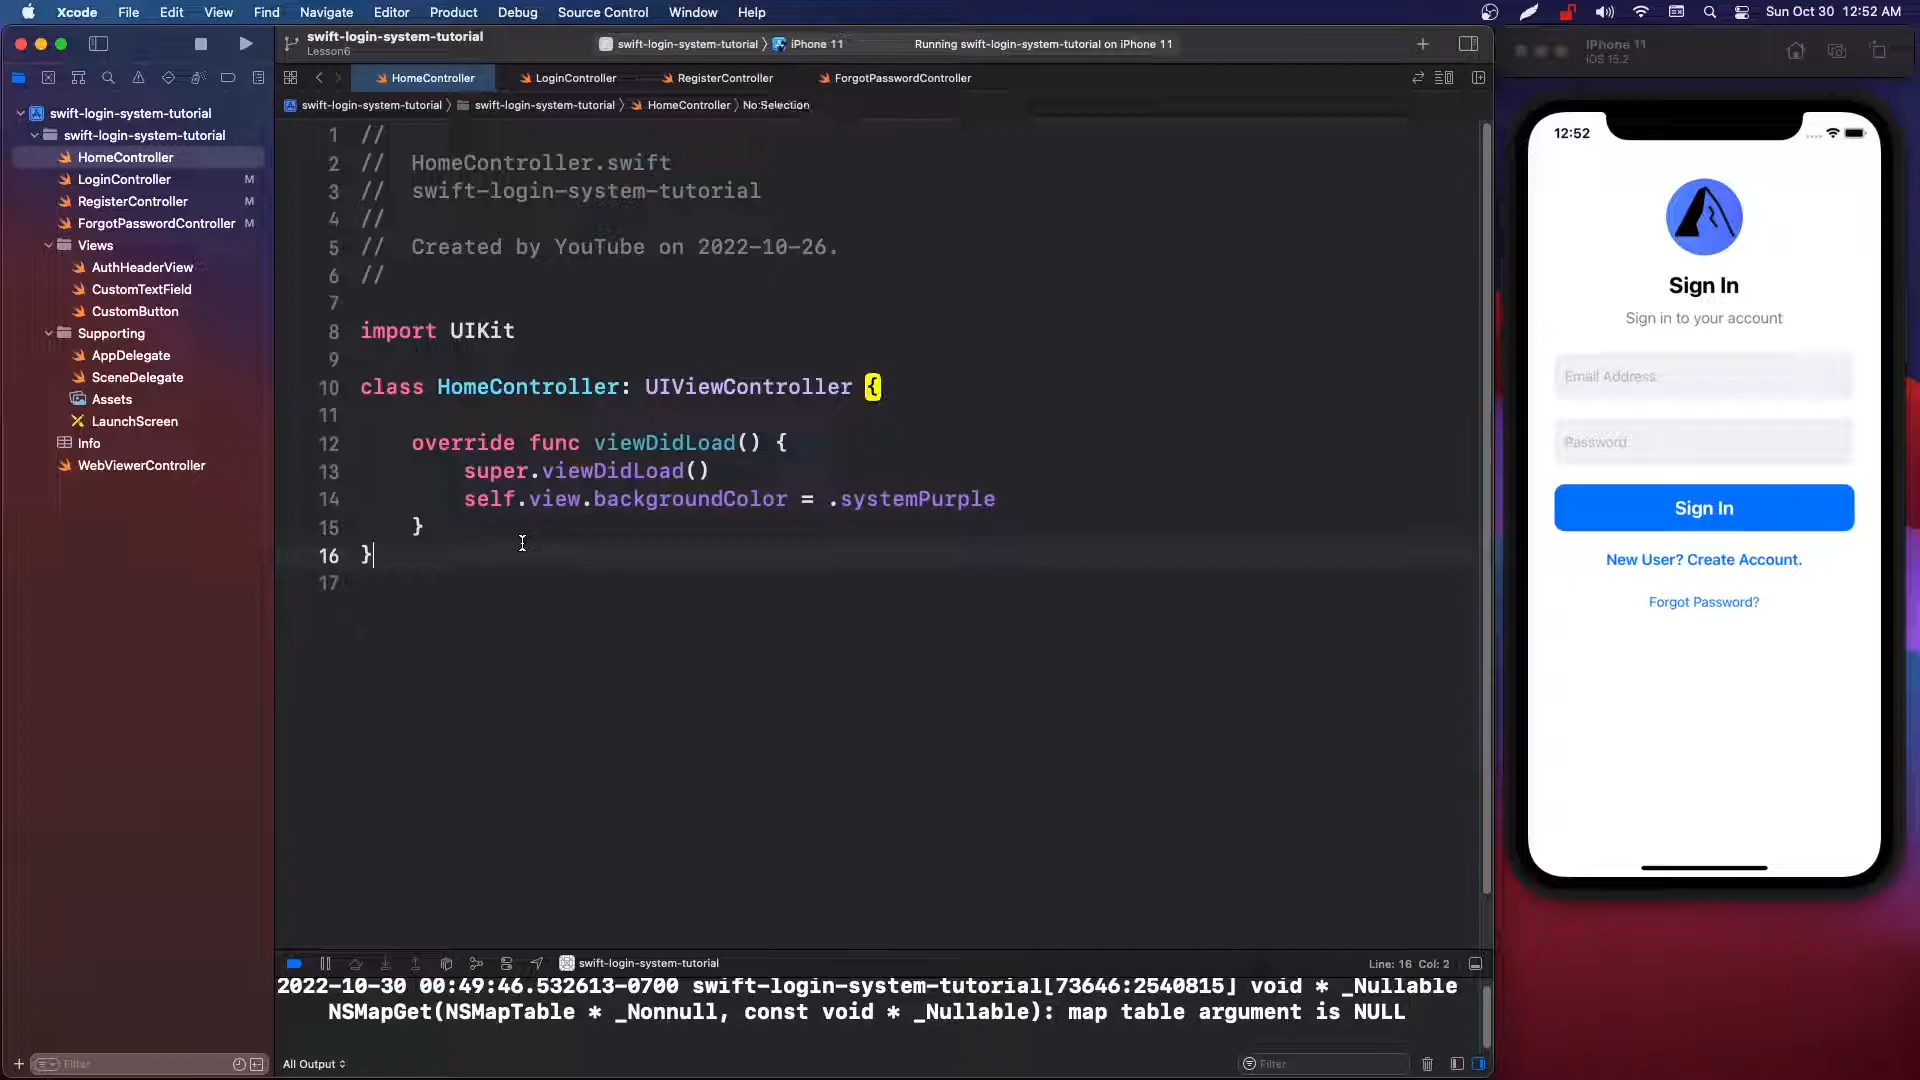 Xcode File Edit View Find Navigate Editor Product Debug Source Control Window Help Sun Oct 30 12:52 AM
swift-login-system-tutorial
Lesson6
swift-login-system-tutorial iPhone 11 Running swift-login-system-tutorial on iPhone 11
HomeController LoginController RegisterController ForgotPasswordController
swift-login-system-tutorial swift-login-system-tutorial HomeController No Selection
swift-login-system-tutorial
swift-login-system-tutorial
HomeController
LoginController M
RegisterController M
ForgotPasswordController M
Views
AuthHeaderView
CustomTextField
CustomButton
Supporting
AppDelegate
SceneDelegate
Assets
LaunchScreen
Info
WebViewerController
Filter
1 //
2 // HomeController.swift
3 // swift-login-system-tutorial
4 //
5 // Created by YouTube on 2022-10-26.
6 //
7
8 import UIKit
9
10 class HomeController: UIViewController {
11
12 override func viewDidLoad() {
13 super.viewDidLoad()
14 self.view.backgroundColor = .systemPurple
15 }
16 }
17
swift-login-system-tutorial Line: 16 Col: 2
2022-10-30 00:49:46.532613-0700 swift-login-system-tutorial[73646:2540815] void * _Nullable
NSMapGet(NSMapTable * _Nonnull, const void * _Nullable): map table argument is NULL
All Output Filter
iPhone 11
iOS 15.2
12:52
Sign In
Sign in to your account
Email Address
Password
Sign In
New User? Create Account.
Forgot Password?